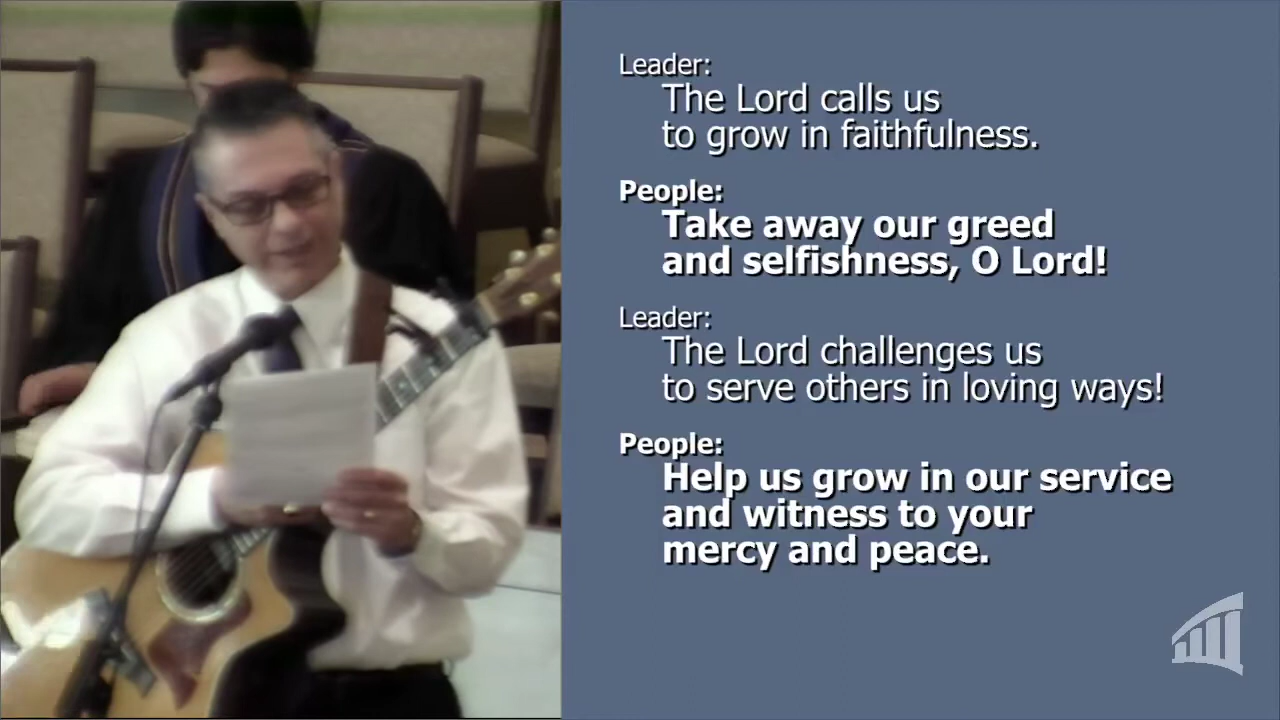 Leader:
The Lord calls us
to grow in faithfulness.
People:
Take away our greed
and selfishness, O Lord!
Leader:
The Lord challenges us
to serve others in loving ways!
People:
Help us grow in our service
and witness to your
mercy and peace.